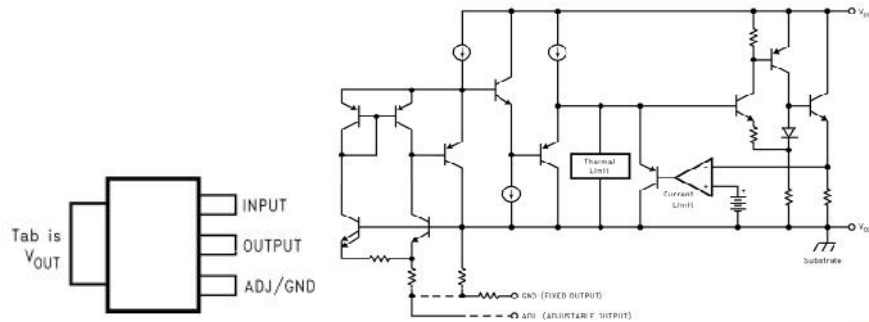 Tab is
VOUT
INPUT
OUTPUT
ADJ/GND
Thermal
Limit
Current
Limit
Substrate
GND (FIXED OUTPUT)
ADJ (ADJUSTABLE OUTPUT)